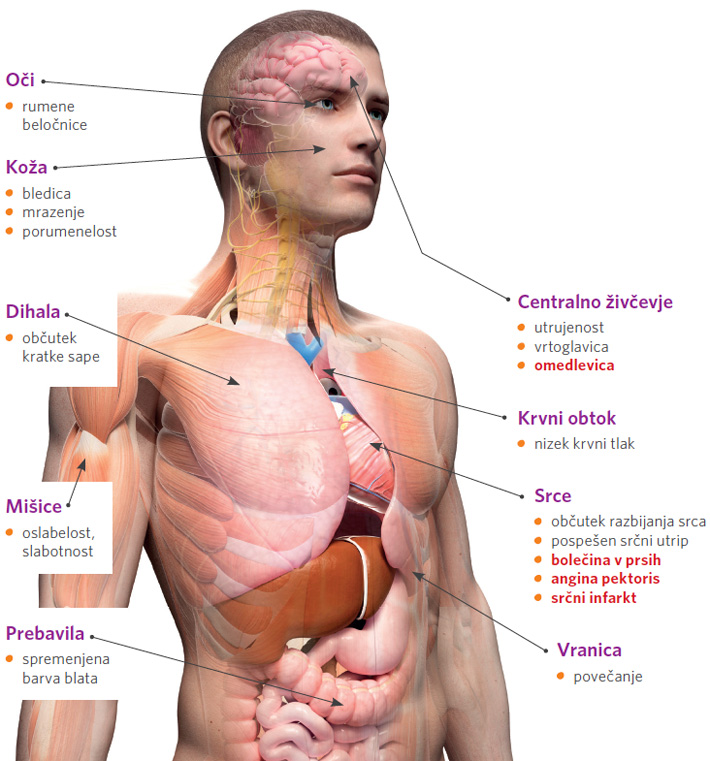 Oči
rumene
beločnice
Koža
bledica
mrazenje
porumenelost
Dihala
občutek
kratke sape
Mišice
oslabelost,
slabotnost
Prebavila
spremenjena
barva blata
Centralno živčevje
utrujenost
vrtoglavica
omedlevica
Krvni obtok
nizek krvni tlak
Srce
občutek razbijanja srca
pospešen srčni utrip
bolečina v prsih
angina pektoris
srčni infarkt
Vranica
povečanje